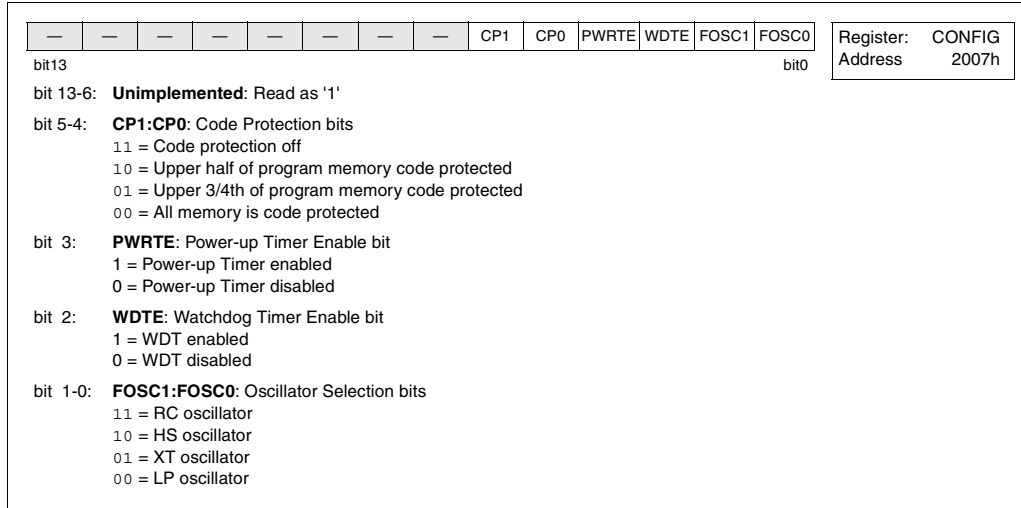 — — — — — — — — CP1 CP0 PWRTE WDTE FOSC1 FOSC0
bit13 bit0
Register: CONFIG
Address 2007h
bit 13-6: Unimplemented: Read as '1'
bit 5-4: CP1:CP0: Code Protection bits
11 = Code protection off
10 = Upper half of program memory code protected
01 = Upper 3/4th of program memory code protected
00 = All memory is code protected
bit 3: PWRTE: Power-up Timer Enable bit
1 = Power-up Timer enabled
0 = Power-up Timer disabled
bit 2: WDTE: Watchdog Timer Enable bit
1 = WDT enabled
0 = WDT disabled
bit 1-0: FOSC1:FOSC0: Oscillator Selection bits
11 = RC oscillator
10 = HS oscillator
01 = XT oscillator
00 = LP oscillator